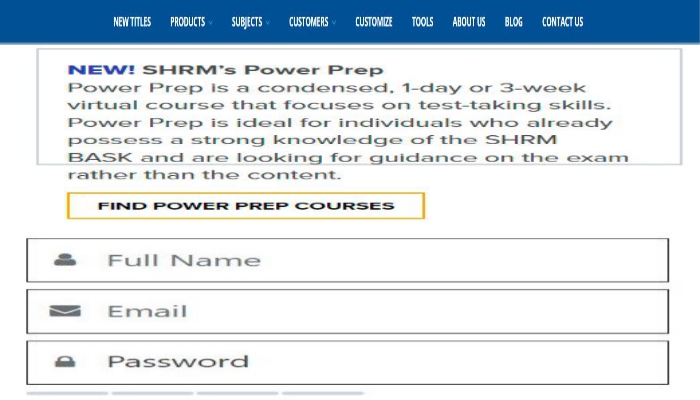 NEW TITLES PRODUCTS SUBJECTS CUSTOMERS CUSTOMIZE TOOLS ABOUT US BLOG CONTACT US
NEW! SHRM's Power Prep
Power Prep is a condensed, 1-day or 3-week
virtual course that focuses on test-taking skills.
Power Prep is ideal for individuals who already
possess a strong knowledge of the SHRM
BASK and are looking for guidance on the exam
rather than the content.
FIND POWER PREP COURSES
Full Name
Email
Password